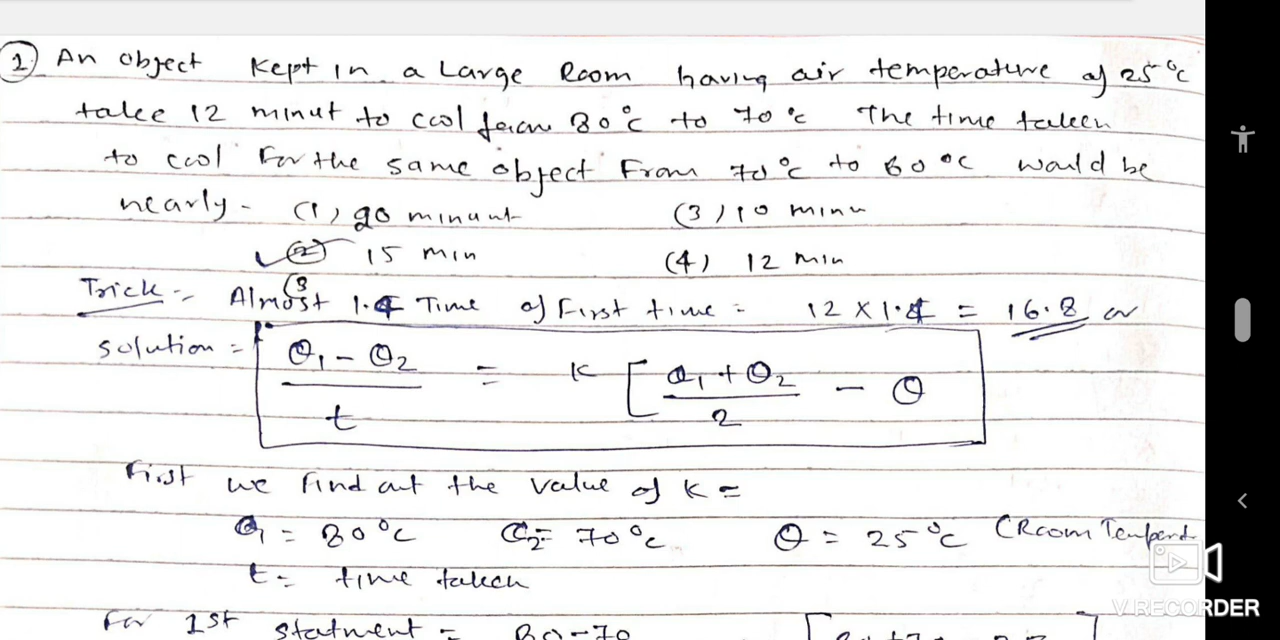 1. An object kept in a Large Room having air temperature of 25°C
take 12 minut to cool from 80°C to 70°C The time taken
to cool For the same object From 70°C to 60°C would be
nearly- (1) 20 minunt (3) 10 minu
(2) 15 min (4) 12 min
Trick :- Almost 1.4 Time of First time = 12 X 1.4 = 16.8 or
(3
solution = θ₁ - θ₂ / t = K [ θ₁ + θ₂ / 2 - θ
First we find out the value of K =
θ₁ = 80°C θ₂= 70°C θ = 25°C (Room Temperat
t = time taken
For 1st statment = 80-70
V RECORDER